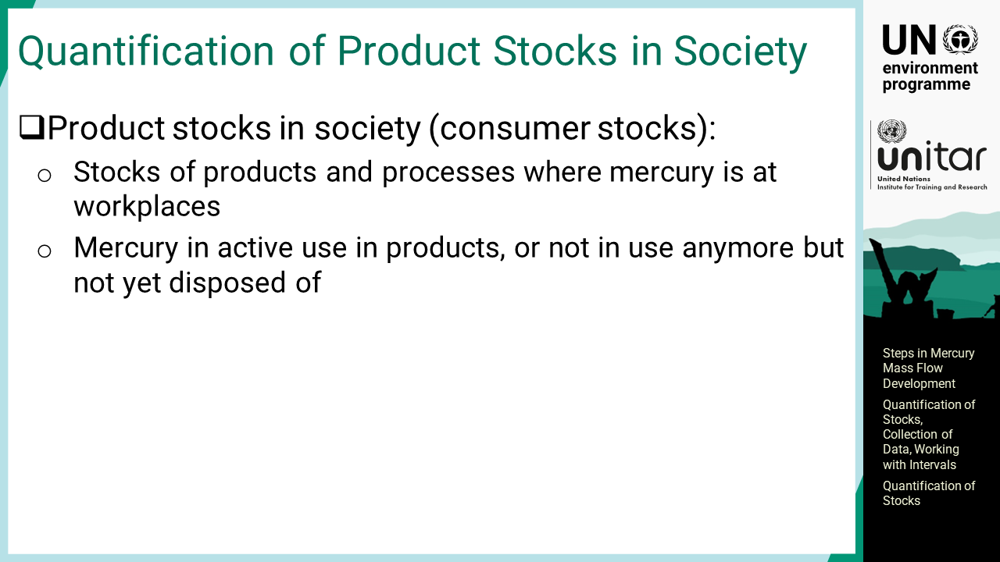 Quantification of Product Stocks in Society
❑Product stocks in society (consumer stocks):
o Stocks of products and processes where mercury is at
workplaces
o Mercury in active use in products, or not in use anymore but
not yet disposed of
UN
environment
programme
unitar
United Nations
Institute for Training and Research
Steps in Mercury
Mass Flow
Development
Quantification of
Stocks,
Collection of
Data, Working
with Intervals
Quantification of
Stocks